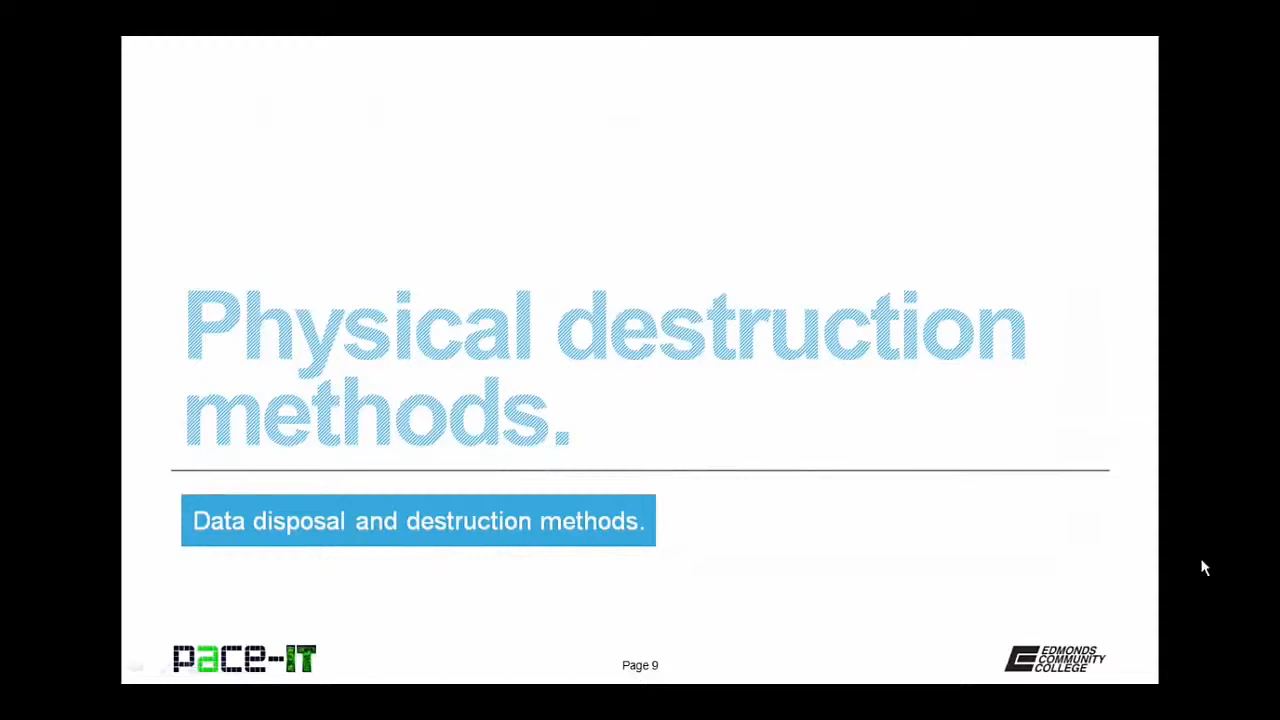 Physical destruction
methods.
Data disposal and destruction methods.
pace-IT
Page 9
EDMONDS
COMMUNITY
COLLEGE